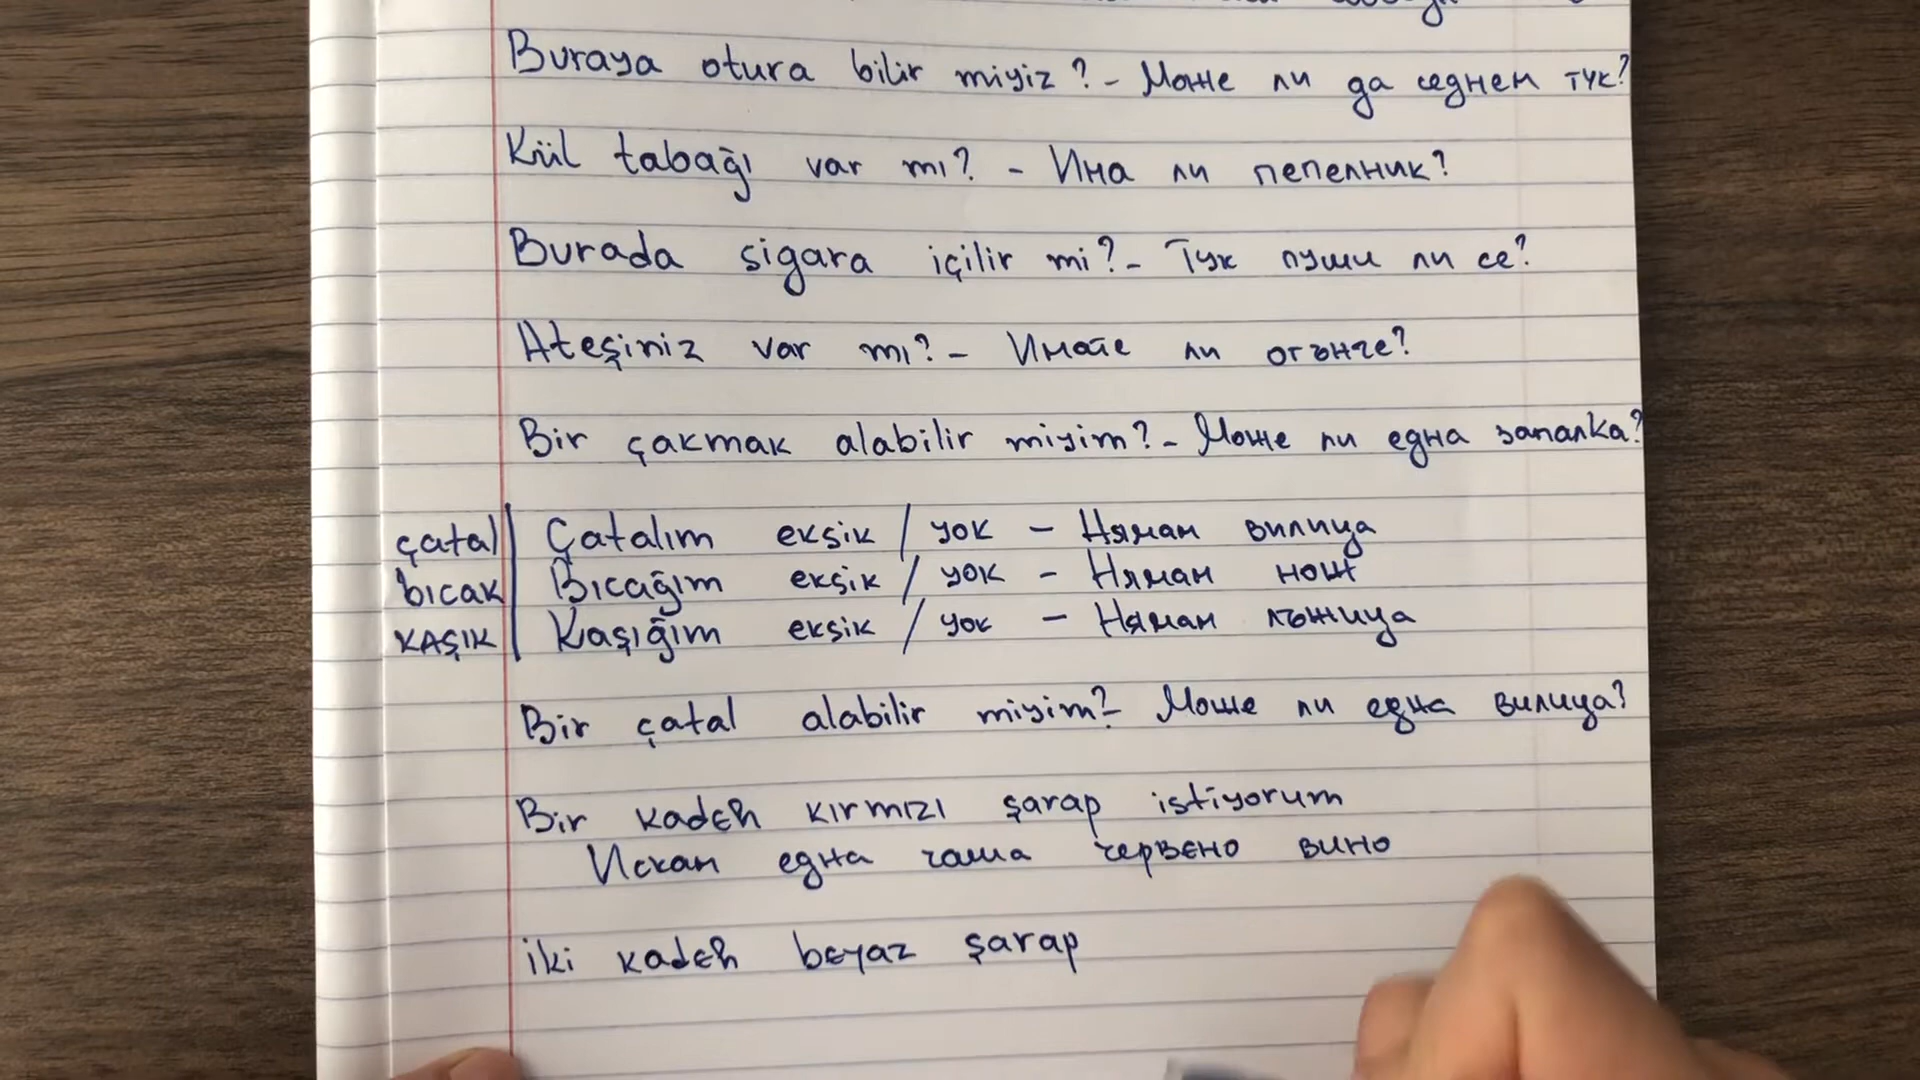 Buraya otura bilir miyiz? - Може ли да седнем тук?
Kül tabağı var mı? - Има ли пепелник?
Burada sigara içilir mi? - Тук пуши ли се?
Ateşiniz var mı? - Имате ли огънче?
Bir çakmak alabilir miyim? - Може ли една запалка?
çatal | Çatalım eksik / yok - Нямам вилица
bıcak | Bıcağım eksik / yok - Нямам нож
kaşık | Kaşığım eksik / yok - Нямам лъжица
Bir çatal alabilir miyim? - Може ли една вилица?
Bir kadeh kırmızı şarap istiyorum
Искам една чаша червено вино
iki kadeh beyaz şarap